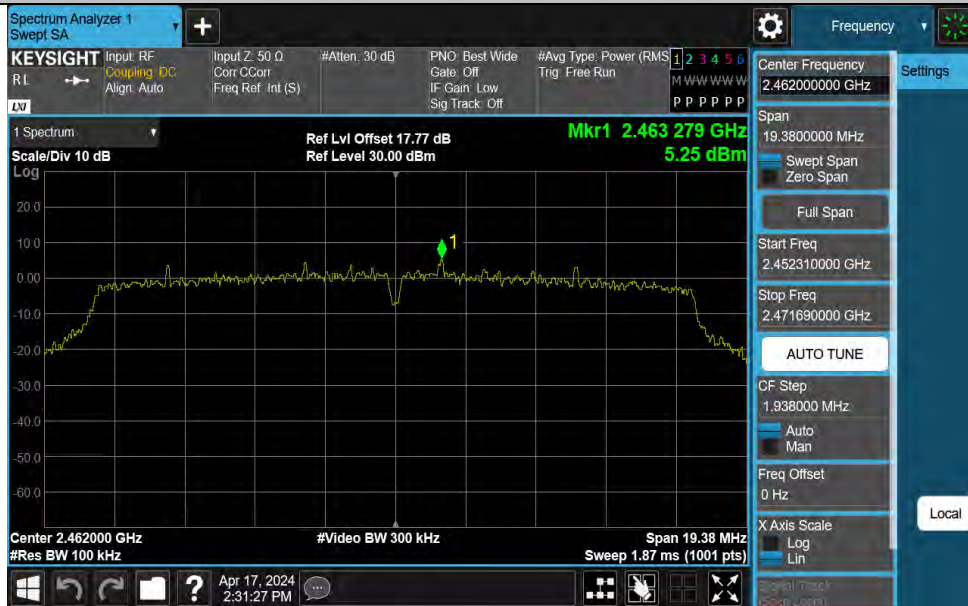 Spectrum Analyzer 1
Swept SA
Frequency
KEYSIGHT
RL
LXI
Input: RF
Coupling: DC
Align: Auto
Input Z: 50 Ω
Corr CCorr
Freq Ref: Int (S)
#Atten: 30 dB
PNO: Best Wide
Gate: Off
IF Gain: Low
Sig Track: Off
#Avg Type: Power (RMS
Trig: Free Run
1 2 3 4 5 6
M W W W W W
P P P P P P
1 Spectrum
Scale/Div 10 dB
Ref Lvl Offset 17.77 dB
Ref Level 30.00 dBm
Mkr1 2.463 279 GHz
5.25 dBm
Log
20.0
10.0
0.00
-10.0
-20.0
-30.0
-40.0
-50.0
-60.0
1
Center 2.462000 GHz
#Res BW 100 kHz
#Video BW 300 kHz
Span 19.38 MHz
Sweep 1.87 ms (1001 pts)
Apr 17, 2024
2:31:27 PM
Center Frequency
2.462000000 GHz
Span
19.3800000 MHz
Swept Span
Zero Span
Full Span
Start Freq
2.452310000 GHz
Stop Freq
2.471690000 GHz
AUTO TUNE
CF Step
1.938000 MHz
Auto
Man
Freq Offset
0 Hz
X Axis Scale
Log
Lin
Signal Track
(Span Zoom)
Settings
Local